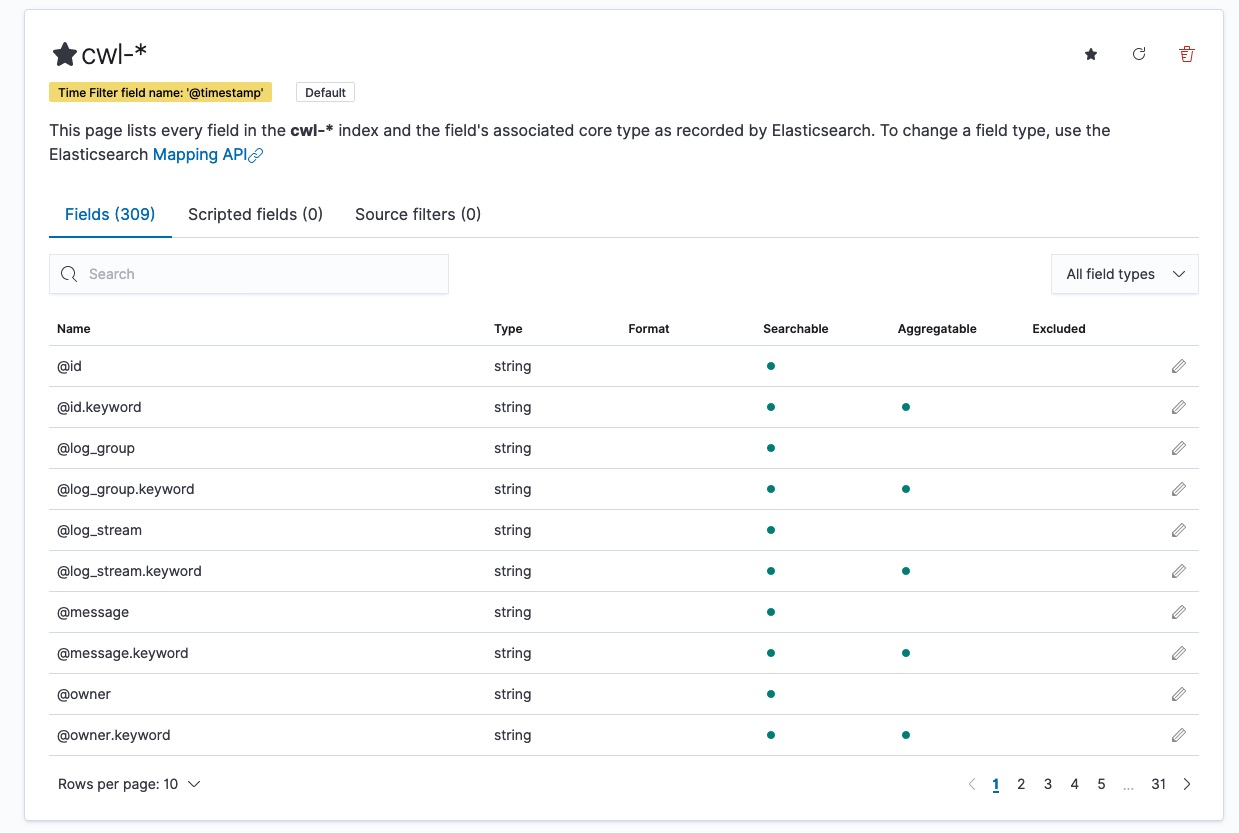 cwl-*
Time Filter field name: '@timestamp' Default
This page lists every field in the cwl-* index and the field's associated core type as recorded by Elasticsearch. To change a field type, use the
Elasticsearch Mapping API
Fields (309) Scripted fields (0) Source filters (0)
Search All field types
Name Type Format Searchable Aggregatable Excluded
@id string
@id.keyword string
@log_group string
@log_group.keyword string
@log_stream string
@log_stream.keyword string
@message string
@message.keyword string
@owner string
@owner.keyword string
Rows per page: 10 1 2 3 4 5 ... 31